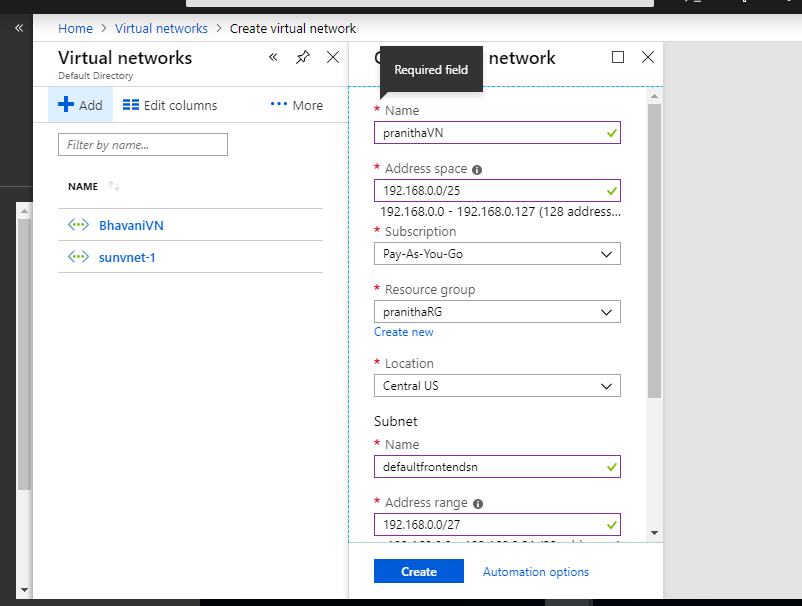 Home > Virtual networks > Create virtual network
Virtual networks
Default Directory
Add
Edit columns
More
Filter by name...
NAME
BhavaniVN
sunvnet-1
network
Required field
* Name
pranithaVN
* Address space
192.168.0.0/25
192.168.0.0 - 192.168.0.127 (128 address...
* Subscription
Pay-As-You-Go
* Resource group
pranithaRG
Create new
* Location
Central US
Subnet
* Name
defaultfrontendsn
* Address range
192.168.0.0/27
Create
Automation options